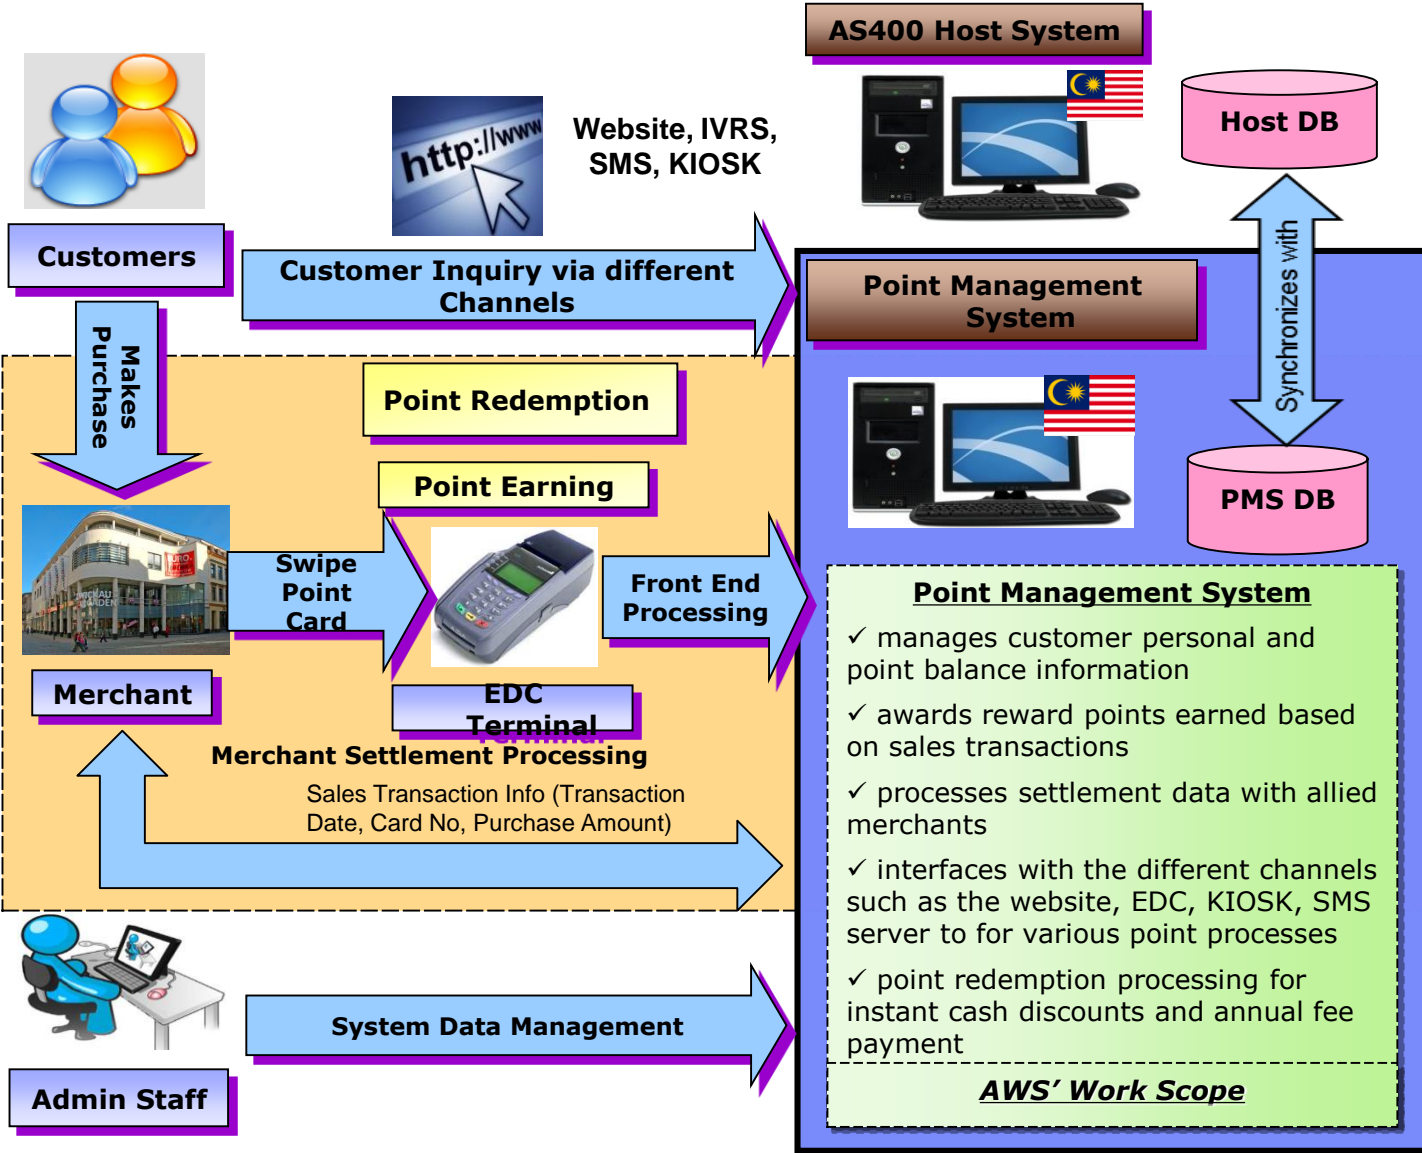 AS400 Host System
Host DB
Website, IVRS,
SMS, KIOSK
http://www
Customers
Customer Inquiry via different
Channels
Point Management
System
Synchronizes with
Makes
Purchase
Point Redemption
Point Earning
PMS DB
Swipe
Point
Card
Front End
Processing
Merchant
EDC
Terminal
Merchant Settlement Processing
Sales Transaction Info (Transaction
Date, Card No, Purchase Amount)
Point Management System
✓ manages customer personal and
point balance information
✓ awards reward points earned based
on sales transactions
✓ processes settlement data with allied
merchants
✓ interfaces with the different channels
such as the website, EDC, KIOSK, SMS
server to for various point processes
✓ point redemption processing for
instant cash discounts and annual fee
payment
AWS’ Work Scope
System Data Management
Admin Staff